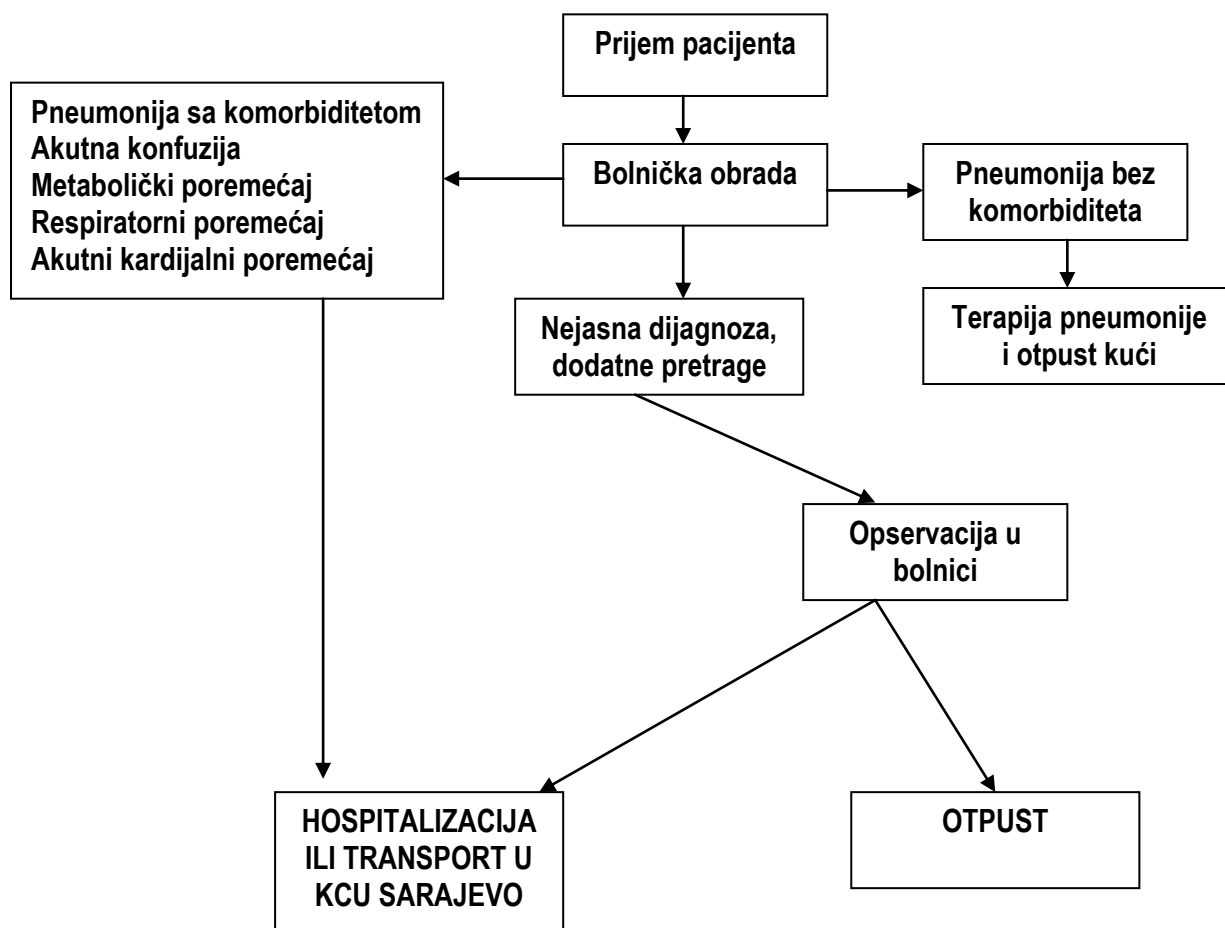 Prijem pacijenta
Pneumonija sa komorbiditetom
Akutna konfuzija
Metabolički poremećaj
Respiratorni poremećaj
Akutni kardijalni poremećaj
Bolnička obrada
Pneumonija bez
komorbiditeta
Nejasna dijagnoza,
dodatne pretrage
Terapija pneumonije
i otpust kući
Opservacija u
bolnici
HOSPITALIZACIJA
ILI TRANSPORT U
KCU SARAJEVO
OTPUST